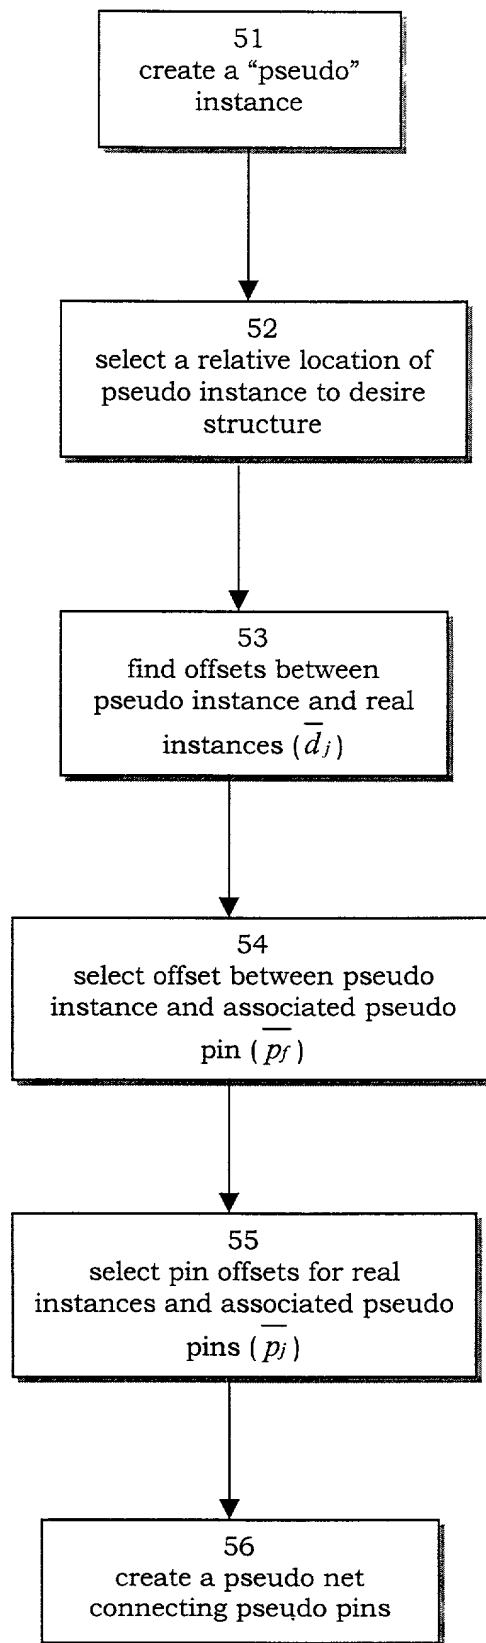 51
create a “pseudo”
instance
52
select a relative location of
pseudo instance to desire
structure
53
find offsets between
pseudo instance and real
instances ( d̅ⱼ )
54
select offset between pseudo
instance and associated pseudo
pin ( p̅_f )
55
select pin offsets for real
instances and associated pseudo
pins ( p̅ⱼ )
56
create a pseudo net
connecting pseudo pins